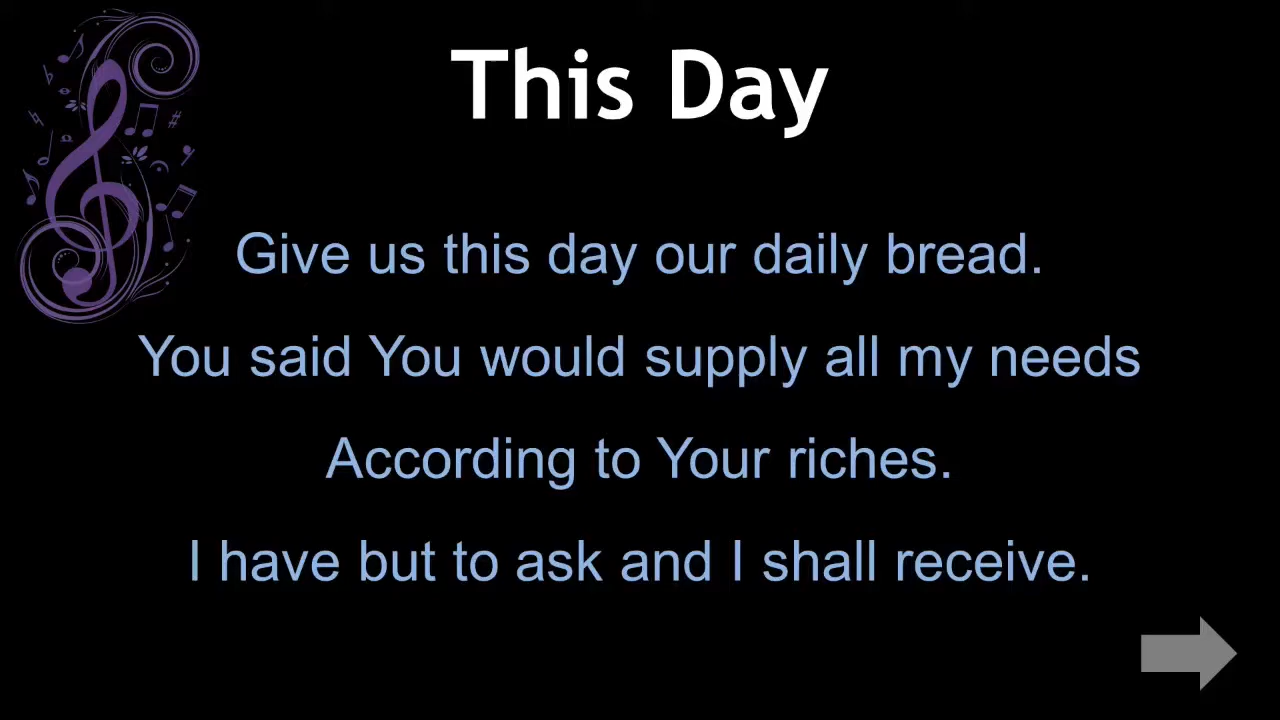 This Day
Give us this day our daily bread.
You said You would supply all my needs
According to Your riches.
I have but to ask and I shall receive.